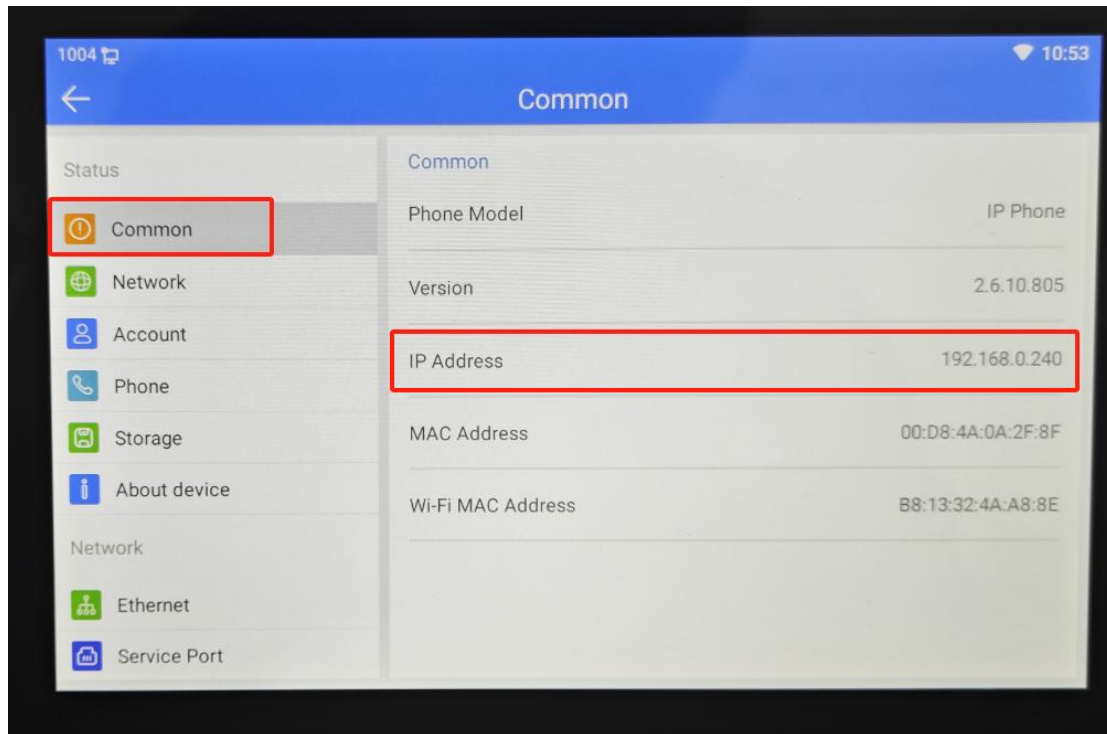 1004 10:53
Common
Status
Common
Network
Account
Phone
Storage
About device
Network
Ethernet
Service Port
Common
Phone Model IP Phone
Version 2.6.10.805
IP Address 192.168.0.240
MAC Address 00:D8:4A:0A:2F:8F
Wi-Fi MAC Address B8:13:32:4A:A8:8E